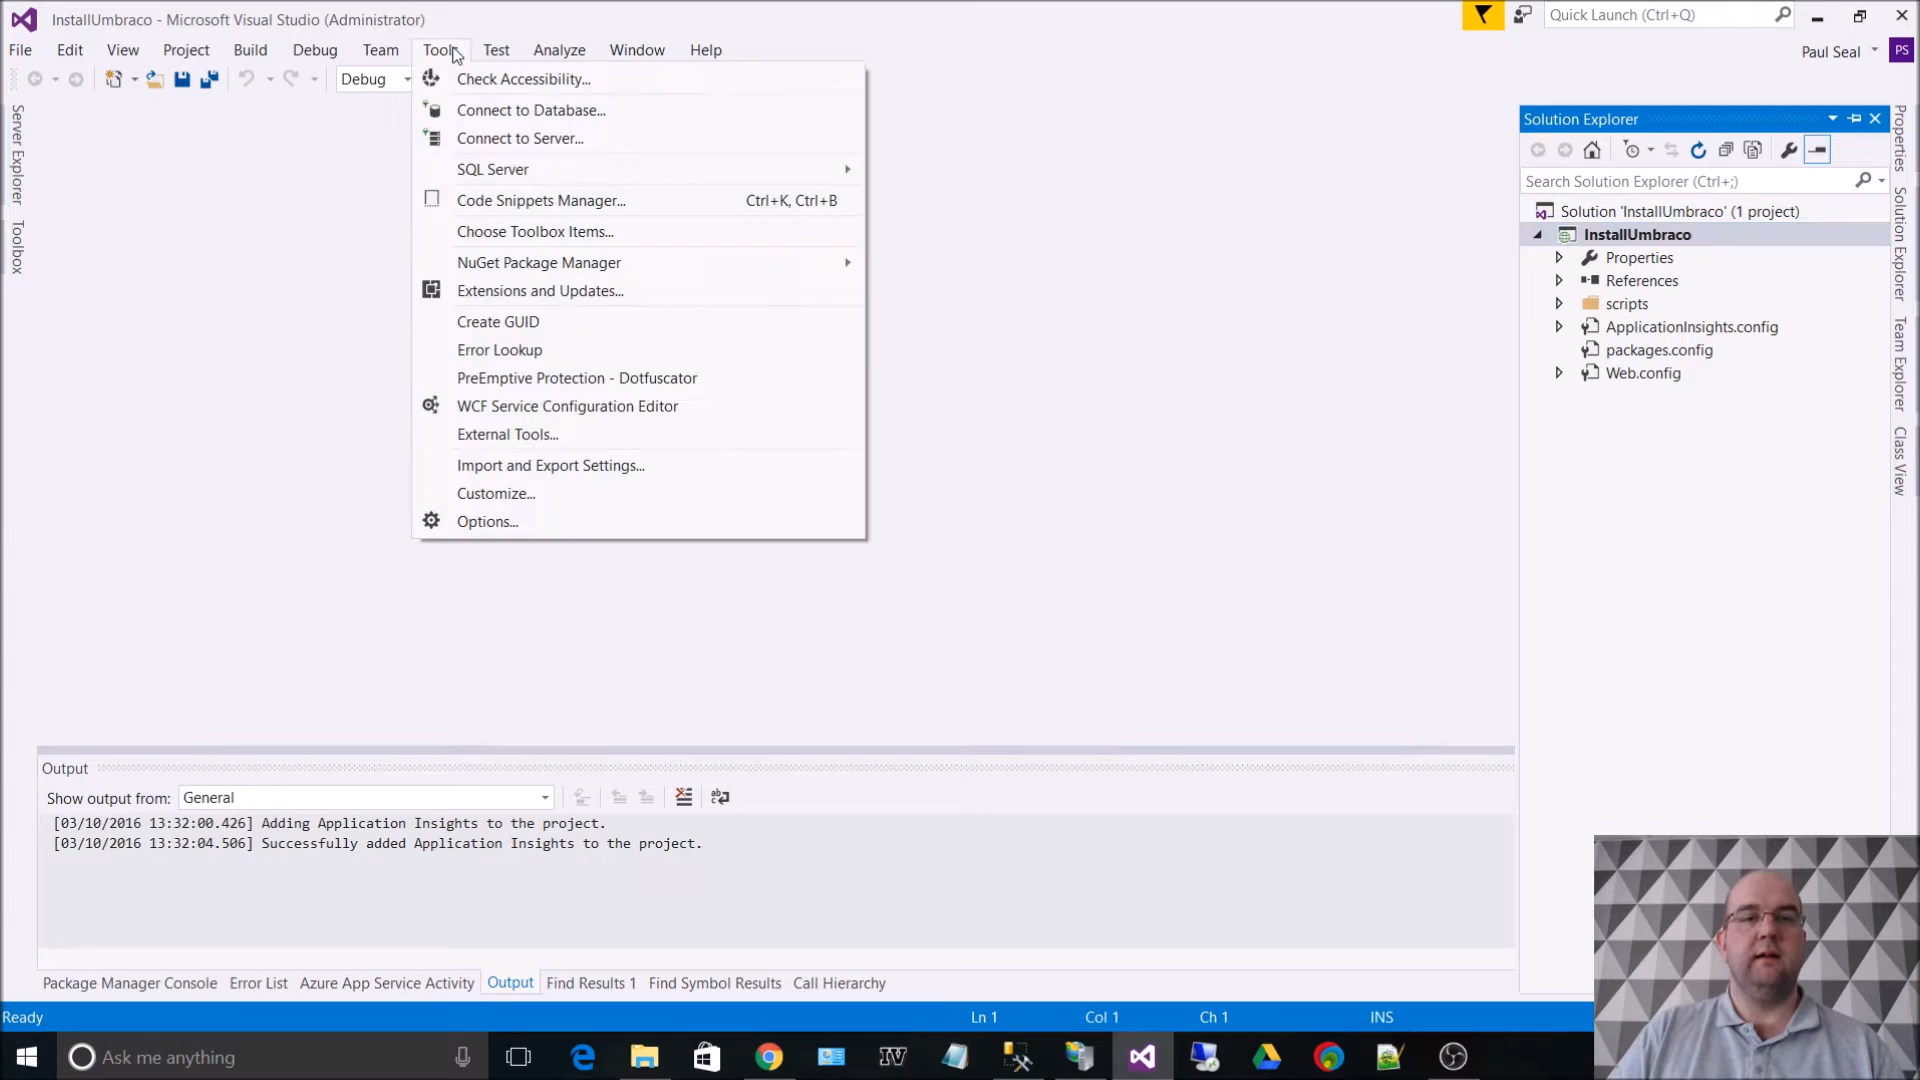 InstallUmbraco - Microsoft Visual Studio (Administrator)
Quick Launch (Ctrl+Q)
File Edit View Project Build Debug Team Tools Test Analyze Window Help
Paul Seal PS
Debug
Check Accessibility...
Connect to Database...
Connect to Server...
SQL Server
Code Snippets Manager... Ctrl+K, Ctrl+B
Choose Toolbox Items...
NuGet Package Manager
Extensions and Updates...
Create GUID
Error Lookup
PreEmptive Protection - Dotfuscator
WCF Service Configuration Editor
External Tools...
Import and Export Settings...
Customize...
Options...
Server Explorer
Toolbox
Solution Explorer
Search Solution Explorer (Ctrl+;)
Solution 'InstallUmbraco' (1 project)
InstallUmbraco
Properties
References
scripts
ApplicationInsights.config
packages.config
Web.config
Properties
Solution Explorer
Team Explorer
Class View
Output
Show output from: General
[03/10/2016 13:32:00.426] Adding Application Insights to the project.
[03/10/2016 13:32:04.506] Successfully added Application Insights to the project.
Package Manager Console Error List Azure App Service Activity Output Find Results 1 Find Symbol Results Call Hierarchy
Ready Ln 1 Col 1 Ch 1 INS
Ask me anything